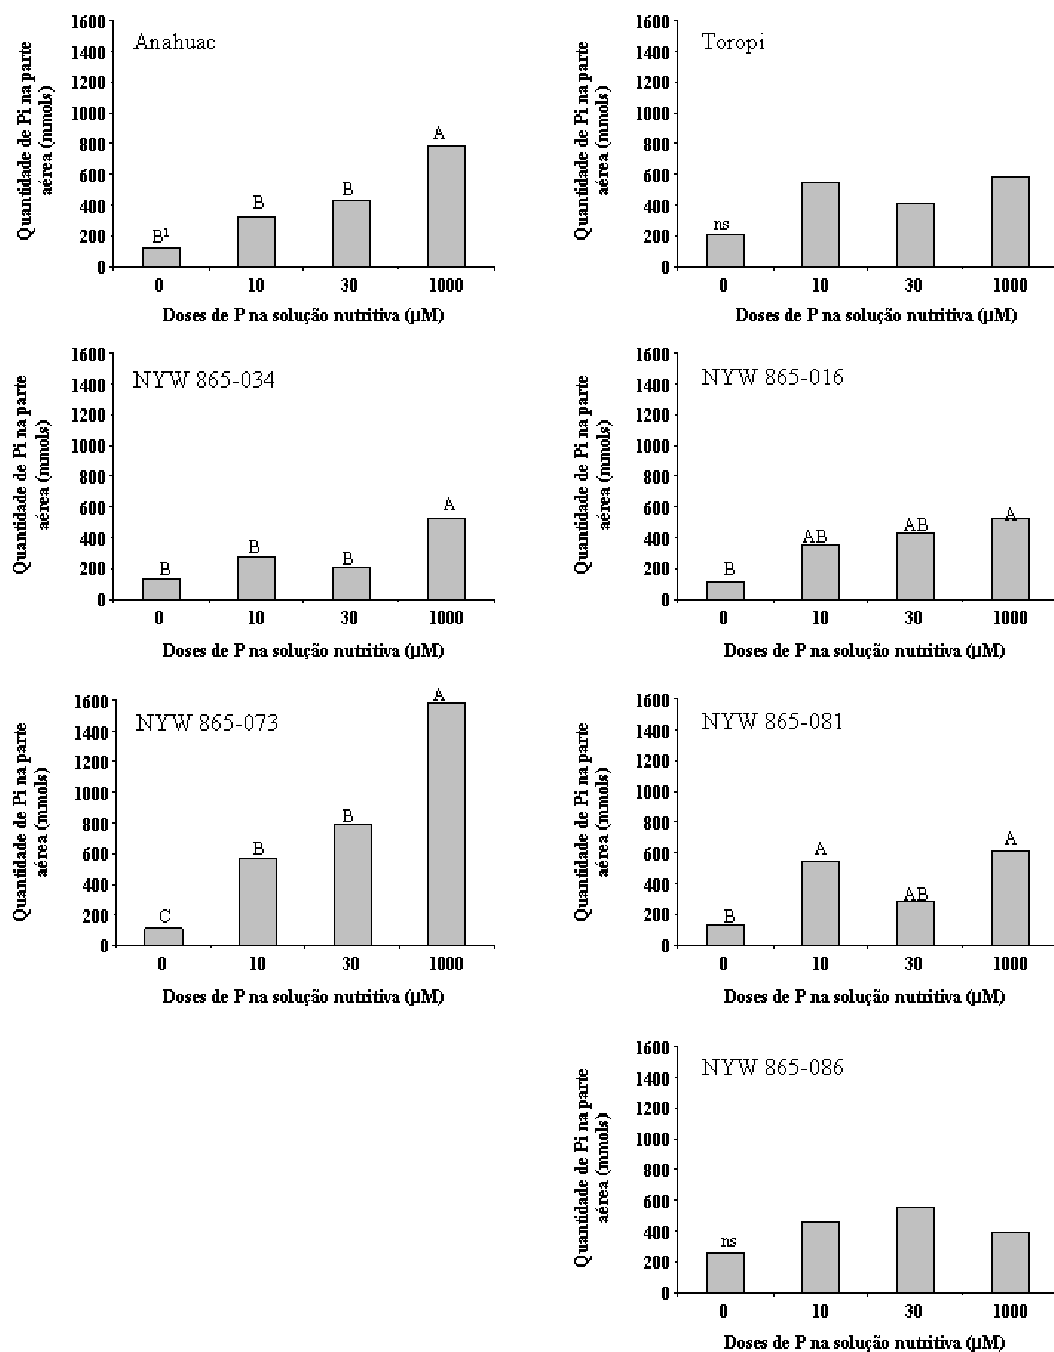 Anahuac
Quantidade de Pi na parte
aérea (mmols)
1600
1400
1200
1000
800
600
400
200
0
B¹
B
B
A
0 10 30 1000
Doses de P na solução nutritiva (µM)
Toropi
Quantidade de Pi na parte
aérea (mmols)
1600
1400
1200
1000
800
600
400
200
0
ns
0 10 30 1000
Doses de P na solução nutritiva (µM)
NYW 865-034
Quantidade de Pi na parte
aérea (mmols)
1600
1400
1200
1000
800
600
400
200
0
B
B
B
A
0 10 30 1000
Doses de P na solução nutritiva (µM)
NYW 865-016
Quantidade de Pi na parte
aérea (mmols)
1600
1400
1200
1000
800
600
400
200
0
B
AB
AB
A
0 10 30 1000
Doses de P na solução nutritiva (µM)
NYW 865-073
Quantidade de Pi na parte
aérea (mmols)
1600
1400
1200
1000
800
600
400
200
0
C
B
B
A
0 10 30 1000
Doses de P na solução nutritiva (µM)
NYW 865-081
Quantidade de Pi na parte
aérea (mmols)
1600
1400
1200
1000
800
600
400
200
0
B
A
AB
A
0 10 30 1000
Doses de P na solução nutritiva (µM)
NYW 865-086
Quantidade de Pi na parte
aérea (mmols)
1600
1400
1200
1000
800
600
400
200
0
ns
0 10 30 1000
Doses de P na solução nutritiva (µM)